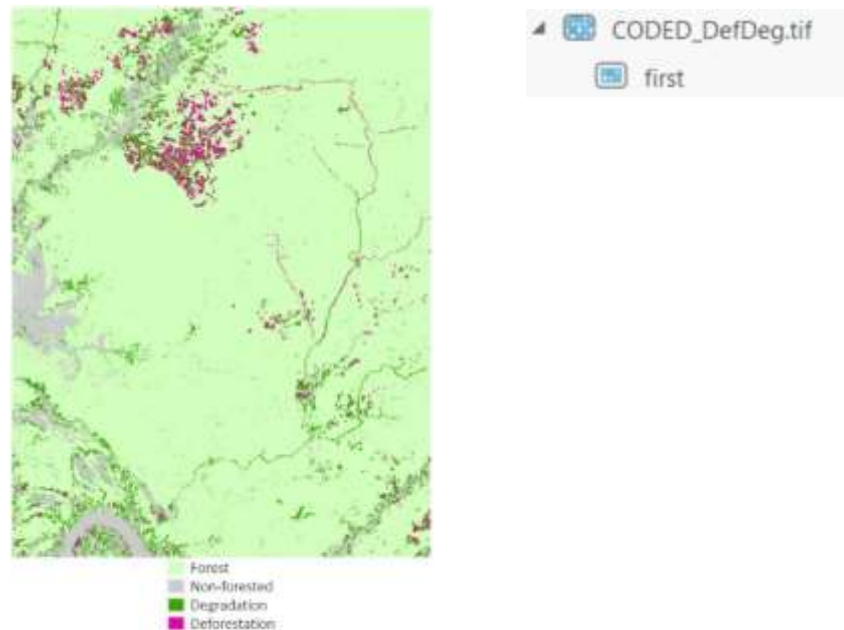 CODED_DefDeg.tif
first
Forest
Non-forested
Degradation
Deforestation